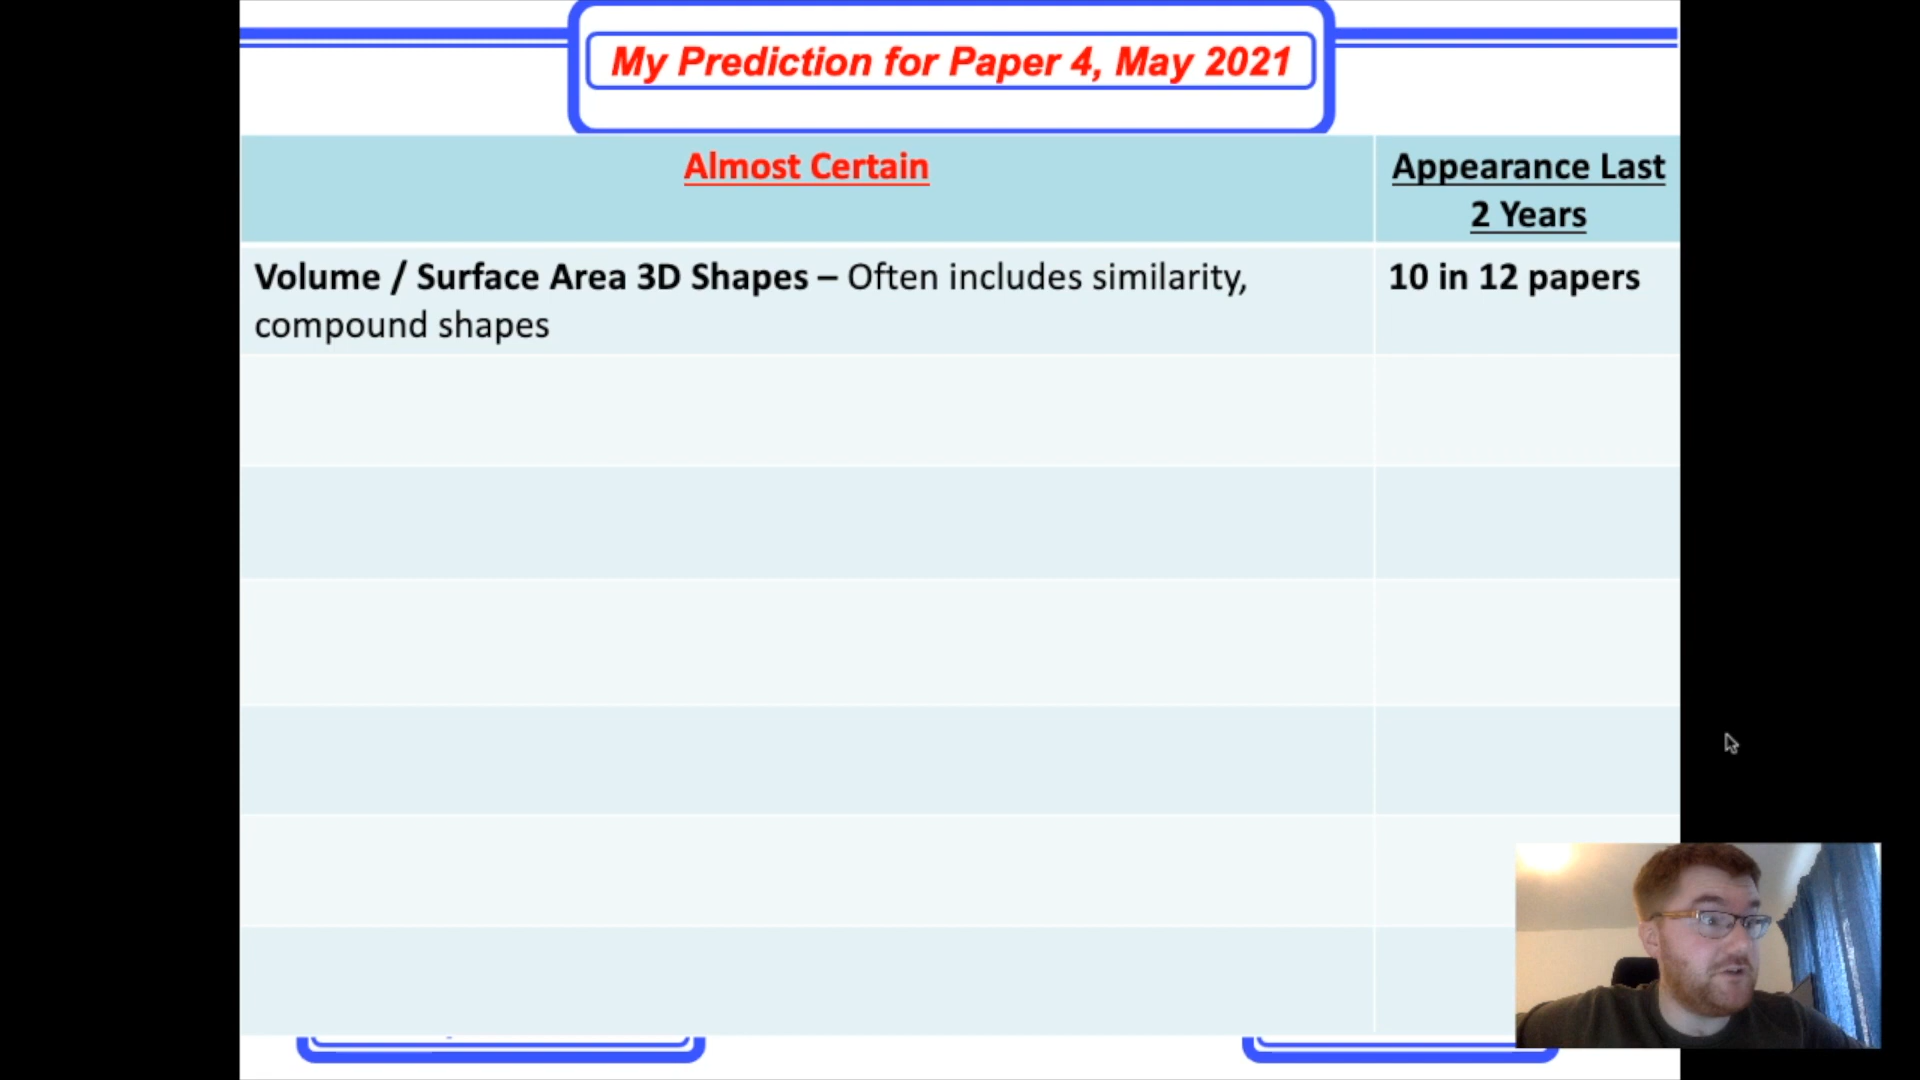 My Prediction for Paper 4, May 2021
Almost Certain
Appearance Last
2 Years
Volume / Surface Area 3D Shapes – Often includes similarity,
compound shapes
10 in 12 papers